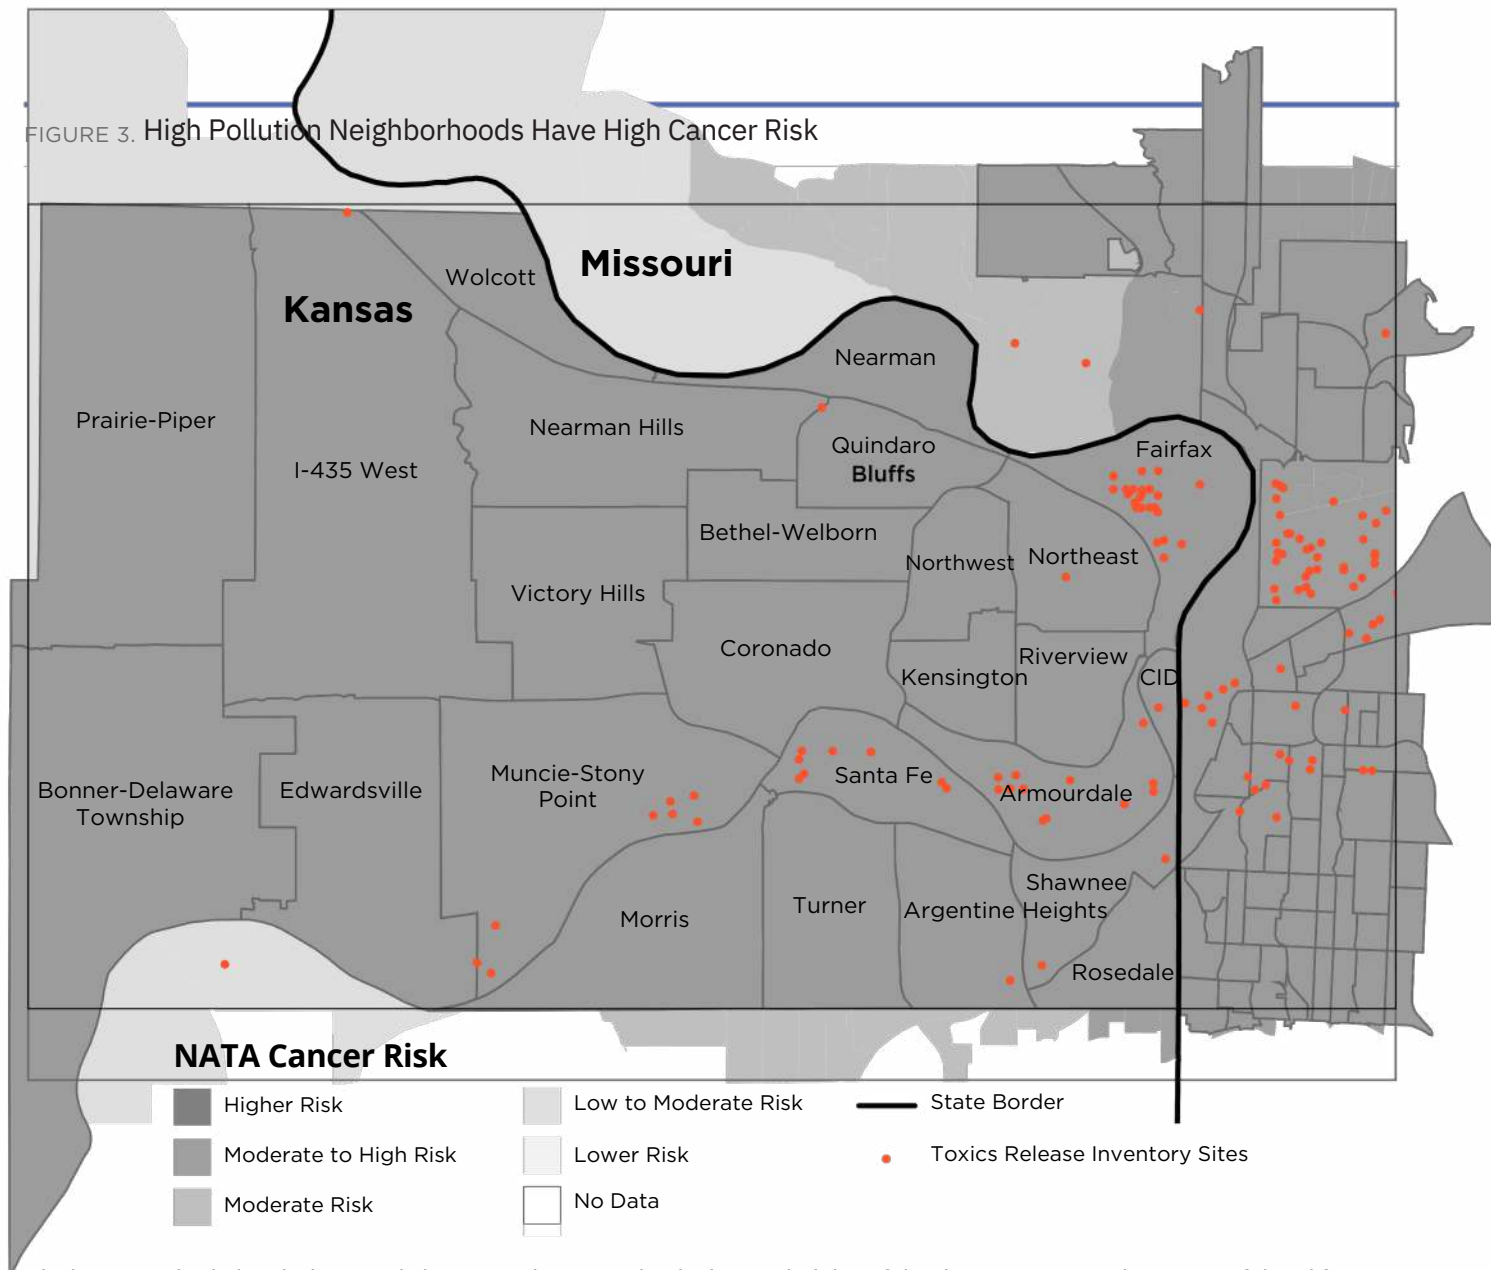 FIGURE 3. High Pollution Neighborhoods Have High Cancer Risk
Missouri
Kansas
Wolcott
Nearman
Prairie-Piper
Nearman Hills
I-435 West
Quindaro
Bluffs
Fairfax
Bethel-Welborn
Northwest
Northeast
Victory Hills
Coronado
Kensington
Riverview
CID
Bonner-Delaware
Township
Edwardsville
Muncie-Stony
Point
Santa Fe
Armourdale
Morris
Turner
Argentine
Shawnee
Heights
Rosedale
NATA Cancer Risk
Higher Risk
Moderate to High Risk
Moderate Risk
Low to Moderate Risk
Lower Risk
No Data
State Border
Toxics Release Inventory Sites